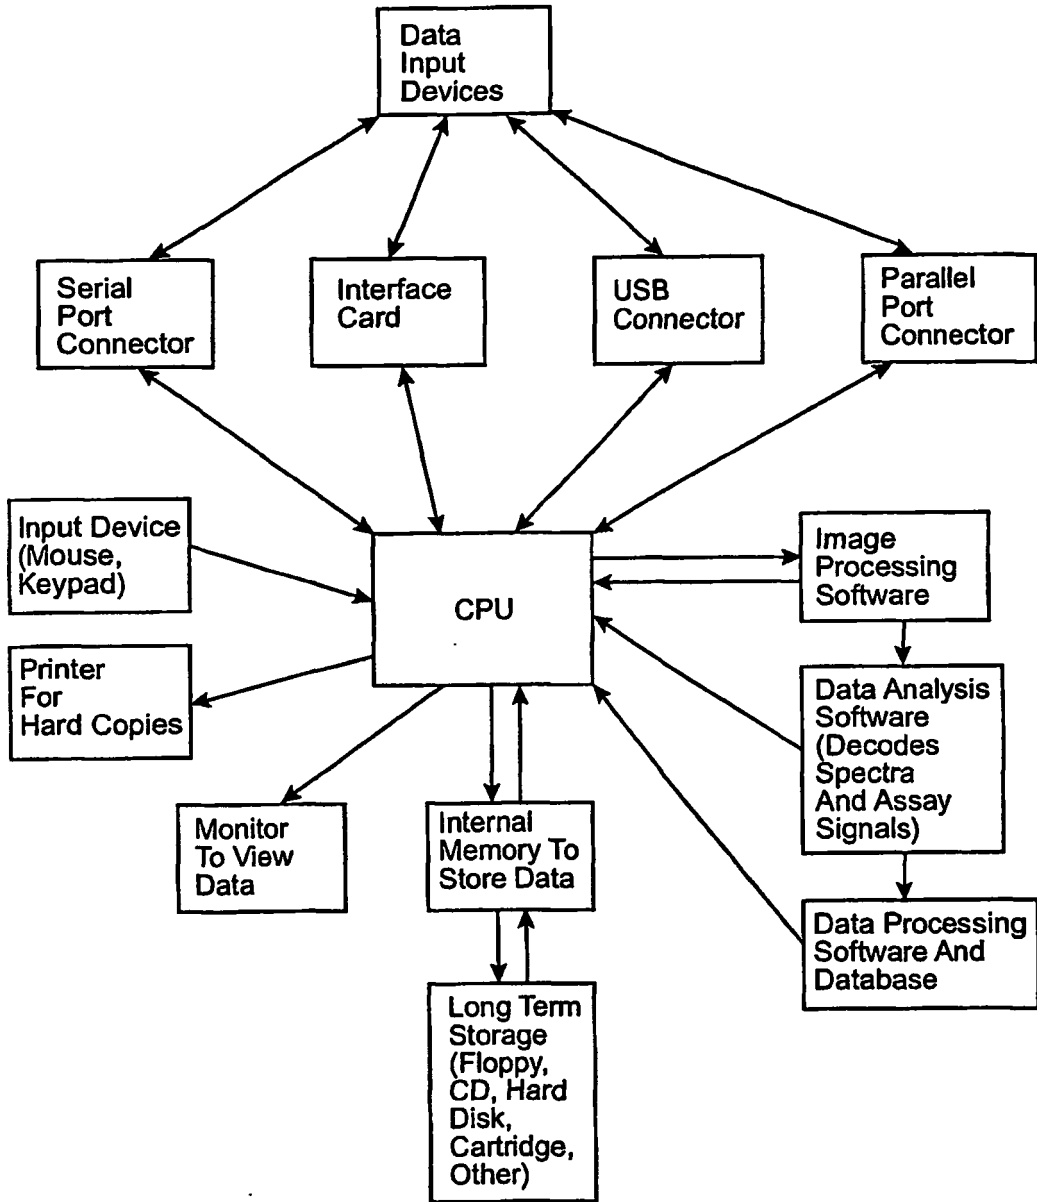 Data
Input
Devices
Serial
Port
Connector
Interface
Card
USB
Connector
Parallel
Port
Connector
Input Device
(Mouse,
Keypad)
CPU
Image
Processing
Software
Printer
For
Hard Copies
Data Analysis
Software
(Decodes
Spectra
And Assay
Signals)
Monitor
To View
Data
Internal
Memory To
Store Data
Data Processing
Software And
Database
Long Term
Storage
(Floppy,
CD, Hard
Disk,
Cartridge,
Other)